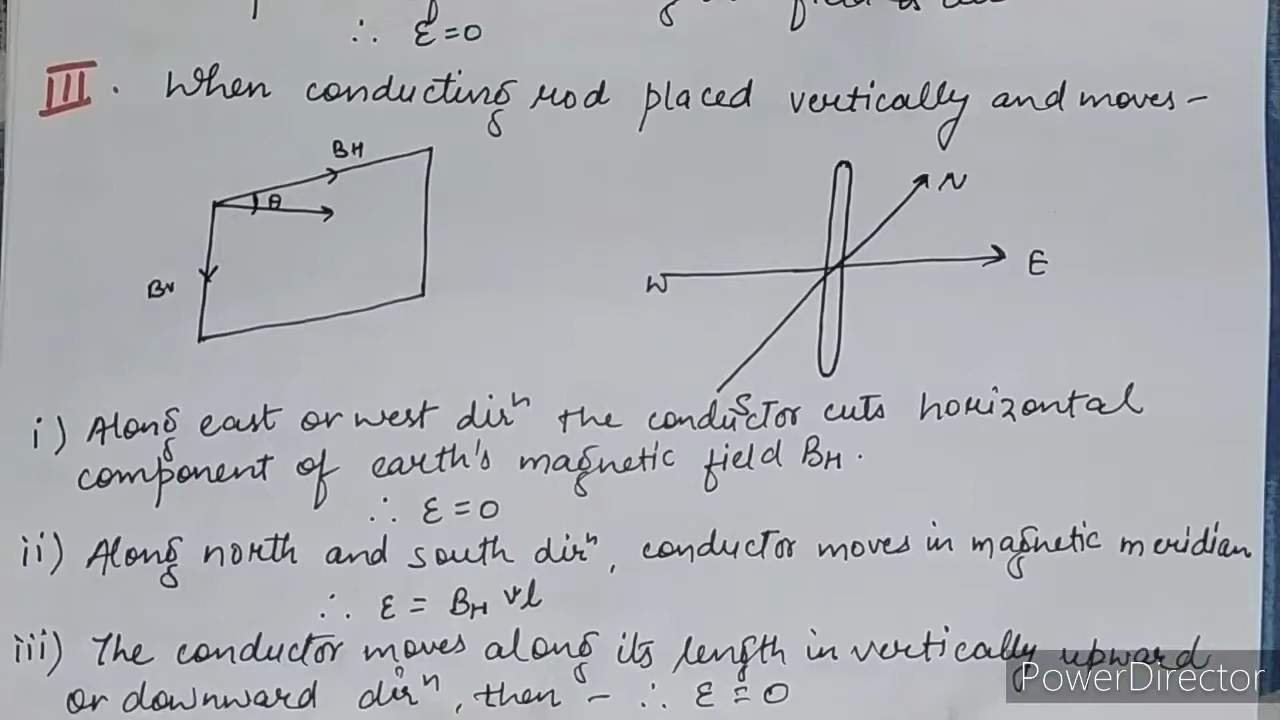 ∴ ε=0
III. When conducting rod placed vertically and moves –
BH
θ
BV
N
W
E
S
i) Along east or west dirⁿ the conductor cuts horizontal
component of earth's magnetic field BH.
∴ ε=0
ii) Along north and south dirⁿ, conductor moves in magnetic meridian
∴ ε = BH vl
iii) The conductor moves along its length in vertically upward
or downward dirⁿ, then – ∴ ε=0
PowerDirector